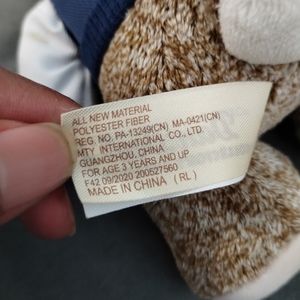 ALL NEW MATERIAL
POLYESTER FIBER
REG. NO. PA-13249(CN) MA-0421(CN)
MTY INTERNATIONAL CO., LTD.
GUANGZHOU, CHINA
FOR AGE 3 YEARS AND UP
F42 09/2020 200527560
MADE IN CHINA (RL)